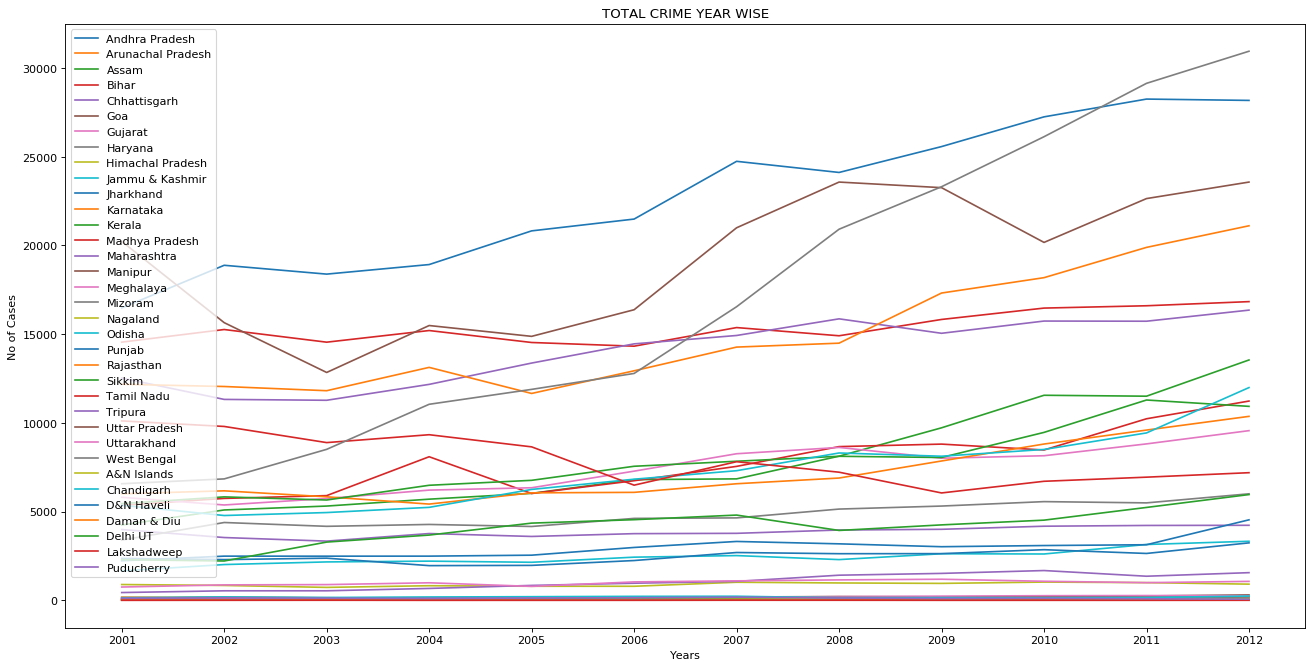 TOTAL CRIME YEAR WISE
No of Cases
30000
25000
20000
15000
10000
5000
0
Andhra Pradesh
Arunachal Pradesh
Assam
Bihar
Chhattisgarh
Goa
Gujarat
Haryana
Himachal Pradesh
Jammu & Kashmir
Jharkhand
Karnataka
Kerala
Madhya Pradesh
Maharashtra
Manipur
Meghalaya
Mizoram
Nagaland
Odisha
Punjab
Rajasthan
Sikkim
Tamil Nadu
Tripura
Uttar Pradesh
Uttarakhand
West Bengal
A&N Islands
Chandigarh
D&N Haveli
Daman & Diu
Delhi UT
Lakshadweep
Puducherry
2001 2002 2003 2004 2005 2006 2007 2008 2009 2010 2011 2012
Years